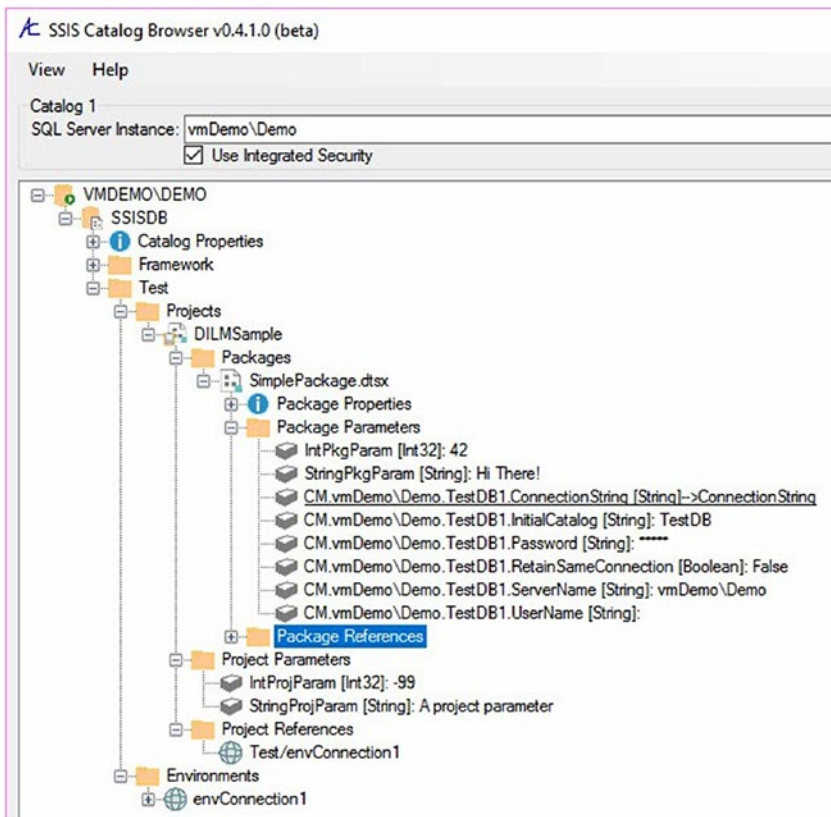 SSIS Catalog Browser v0.4.1.0 (beta)
View Help
Catalog 1
SQL Server Instance: vmDemo\Demo
Use Integrated Security
VMDEMO\DEMO
SSISDB
Catalog Properties
Framework
Test
Projects
DILMSample
Packages
SimplePackage.dtsx
Package Properties
Package Parameters
IntPkgParam [Int32]: 42
StringPkgParam [String]: Hi There!
CM.vmDemo\Demo.TestDB1.ConnectionString [String]-->ConnectionString
CM.vmDemo\Demo.TestDB1.InitialCatalog [String]: TestDB
CM.vmDemo\Demo.TestDB1.Password [String]: *****
CM.vmDemo\Demo.TestDB1.RetainSameConnection [Boolean]: False
CM.vmDemo\Demo.TestDB1.ServerName [String]: vmDemo\Demo
CM.vmDemo\Demo.TestDB1.UserName [String]:
Package References
Project Parameters
IntProjParam [Int32]: -99
StringProjParam [String]: A project parameter
Project References
Test/envConnection1
Environments
envConnection1